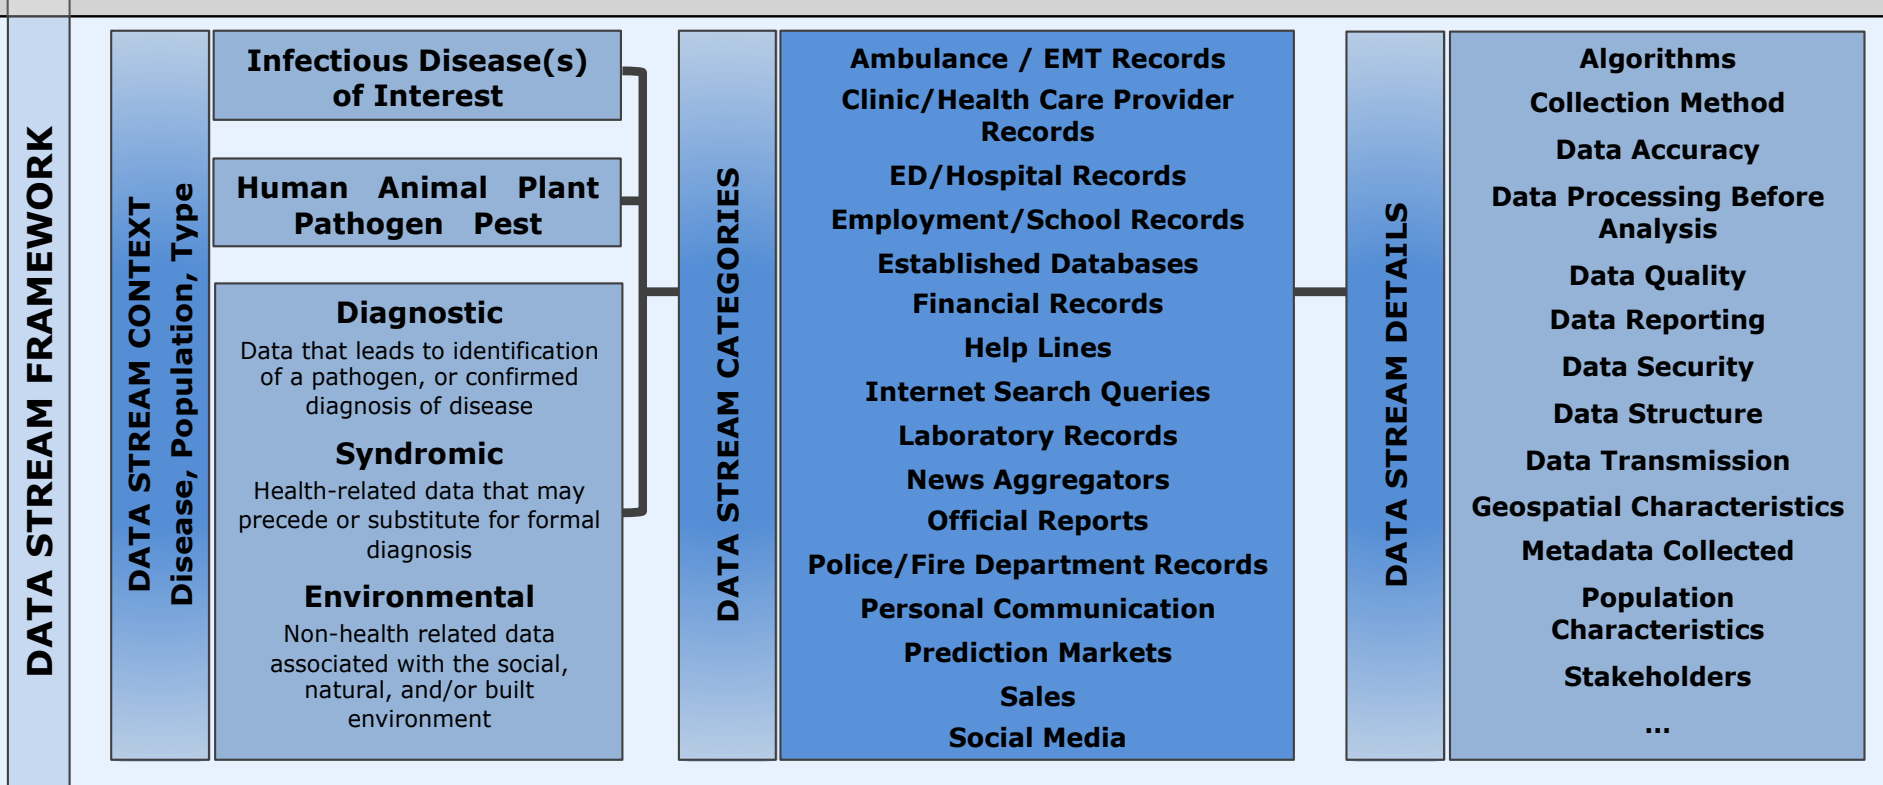 DATA STREAM FRAMEWORK
DATA STREAM CONTEXT
Disease, Population, Type
Infectious Disease(s)
of Interest
Human Animal Plant
Pathogen Pest
Diagnostic
Data that leads to identification
of a pathogen, or confirmed
diagnosis of disease
Syndromic
Health-related data that may
precede or substitute for formal
diagnosis
Environmental
Non-health related data
associated with the social,
natural, and/or built
environment
DATA STREAM CATEGORIES
Ambulance / EMT Records
Clinic/Health Care Provider
Records
ED/Hospital Records
Employment/School Records
Established Databases
Financial Records
Help Lines
Internet Search Queries
Laboratory Records
News Aggregators
Official Reports
Police/Fire Department Records
Personal Communication
Prediction Markets
Sales
Social Media
DATA STREAM DETAILS
Algorithms
Collection Method
Data Accuracy
Data Processing Before
Analysis
Data Quality
Data Reporting
Data Security
Data Structure
Data Transmission
Geospatial Characteristics
Metadata Collected
Population
Characteristics
Stakeholders
...